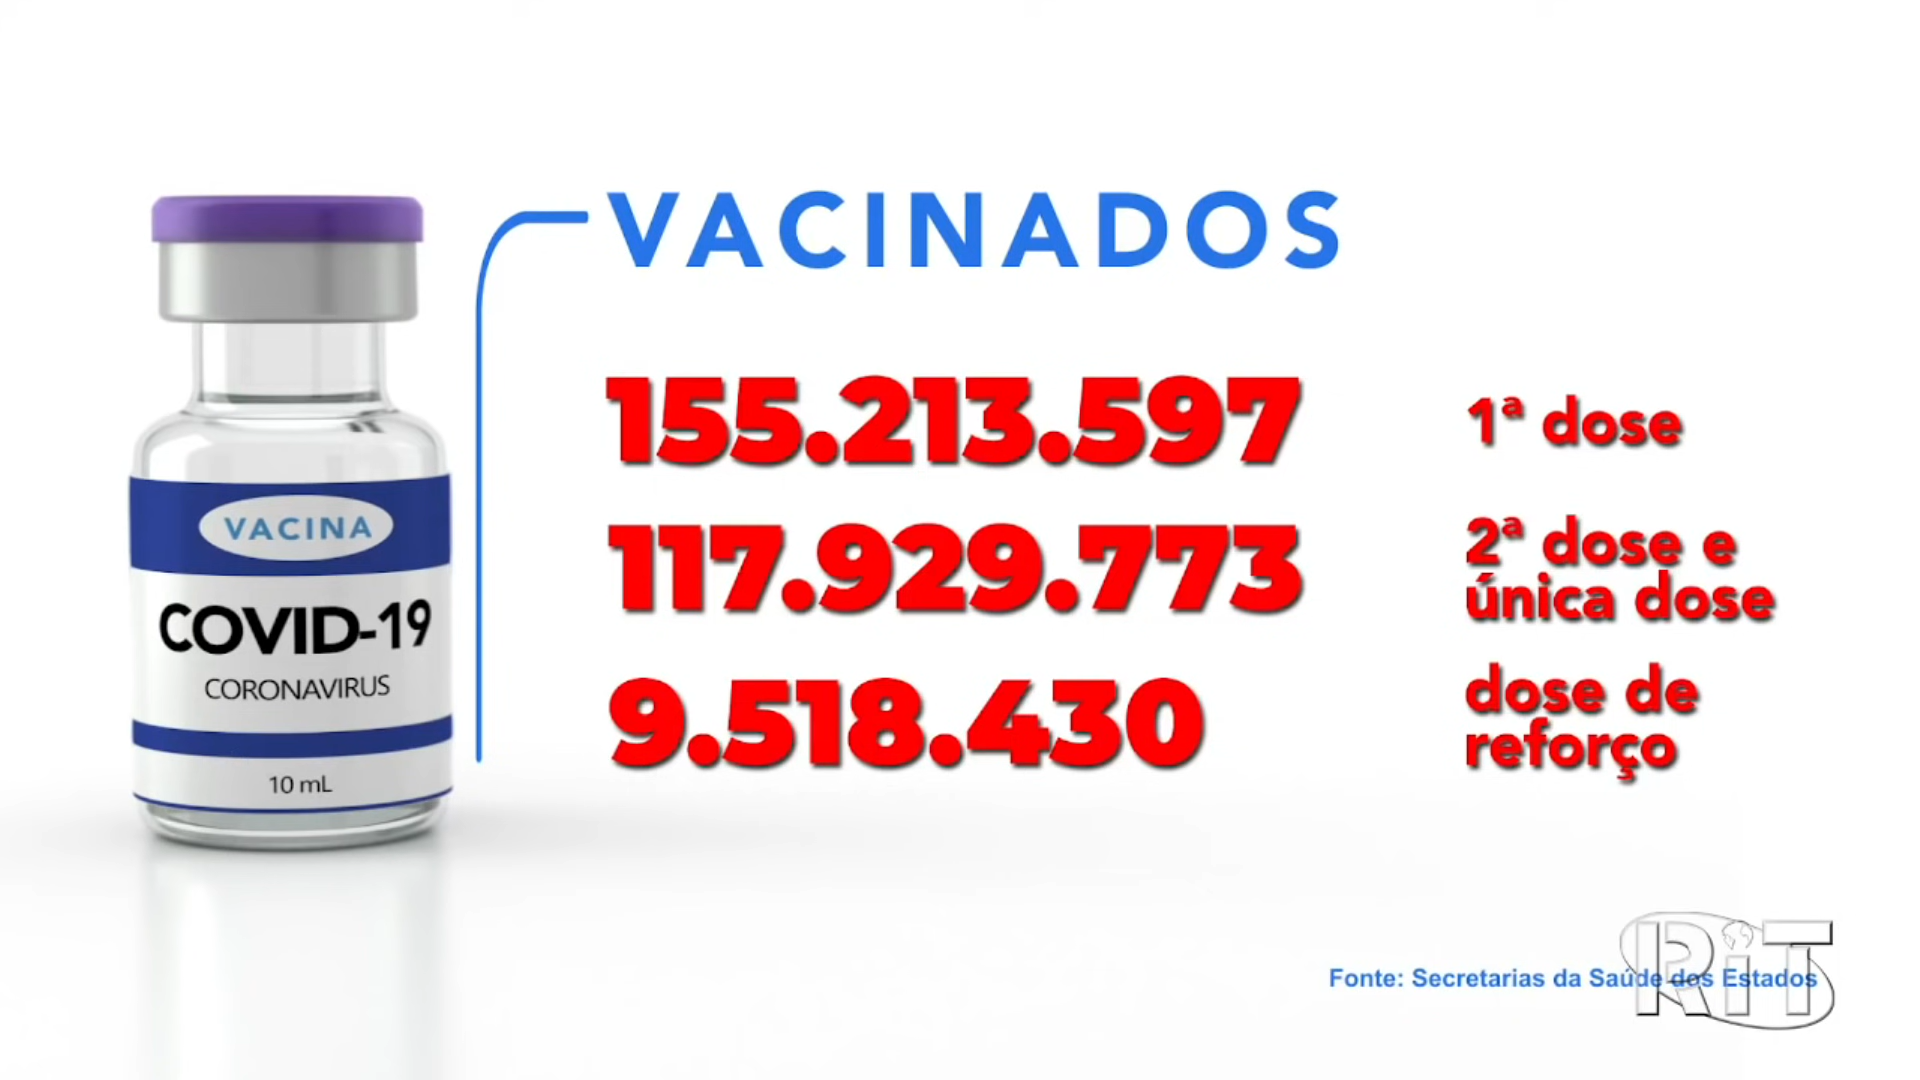 VACINADOS
155.213.597 1ª dose
117.929.773 2ª dose e
única dose
9.518.430 dose de
reforço
VACINA
COVID-19
CORONAVIRUS
10 mL
Fonte: Secretarias da Saúde dos Estados
RiT